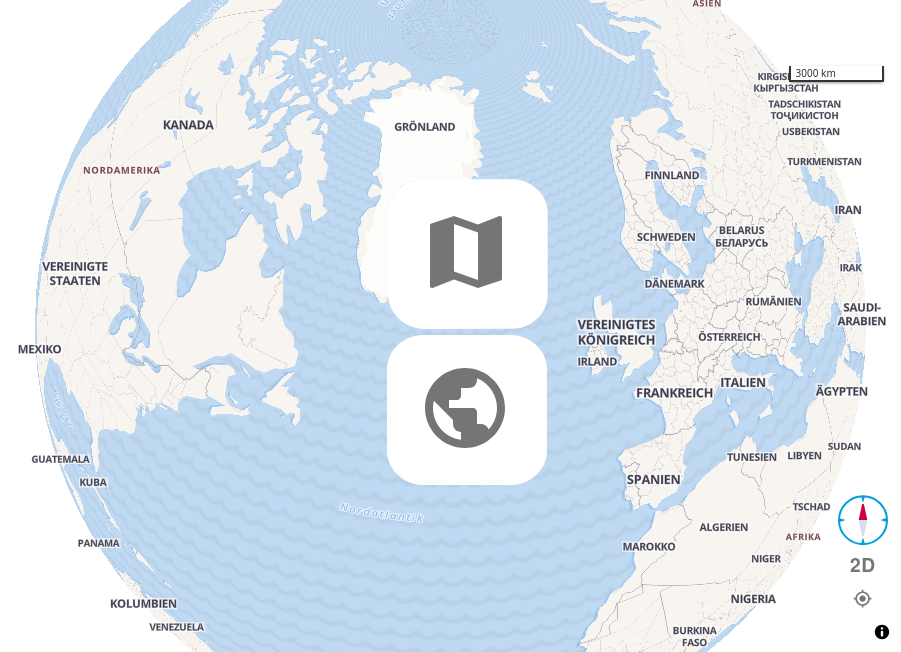 ASIEN
3000 km
КЫРГЫЗСТАН
TADSCHIKISTAN
ТОҶИКИСТОН
USBEKISTAN
KANADA
GRÖNLAND
TURKMENISTAN
NORDAMERIKA
FINNLAND
IRAN
BELARUS
БЕЛАРУСЬ
SCHWEDEN
VEREINIGTE
STAATEN
IRAK
DÄNEMARK
RUMÄNIEN
SAUDI-
ARABIEN
VEREINIGTES
KÖNIGREICH
ÖSTERREICH
MEXIKO
IRLAND
ITALIEN
FRANKREICH
ÄGYPTEN
SUDAN
GUATEMALA
TUNESIEN
LIBYEN
KUBA
SPANIEN
Nordatlantik
TSCHAD
ALGERIEN
AFRIKA
PANAMA
MAROKKO
NIGER
2D
KOLUMBIEN
NIGERIA
VENEZUELA
BURKINA
FASO